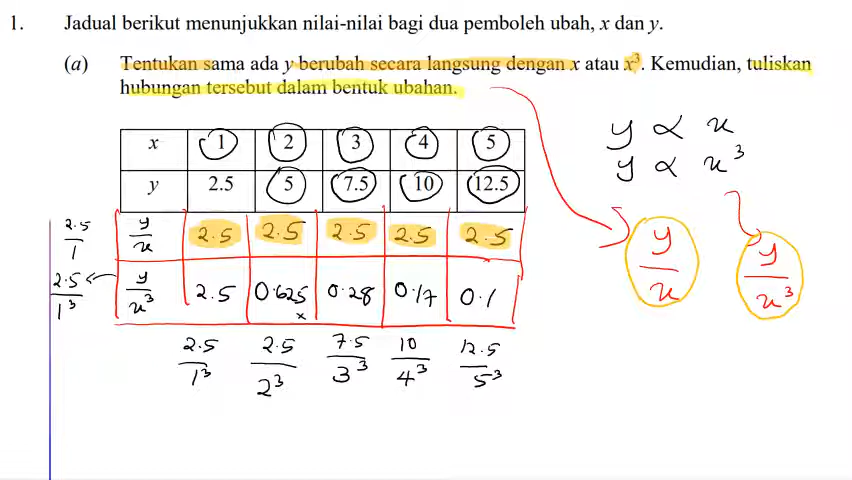 1. Jadual berikut menunjukkan nilai-nilai bagi dua pemboleh ubah, x dan y.
(a) Tentukan sama ada y berubah secara langsung dengan x atau x³. Kemudian, tuliskan
hubungan tersebut dalam bentuk ubahan.
y ∝ x
y ∝ x³
x 1 2 3 4 5
y 2.5 5 7.5 10 12.5
2.5/1 y/x 2.5 2.5 2.5 2.5 2.5
2.5/1³ y/x³ 2.5 0.625 0.28 0.17 0.1
x
y/x y/x³
2.5/1³ 2.5/2³ 7.5/3³ 10/4³ 12.5/5³